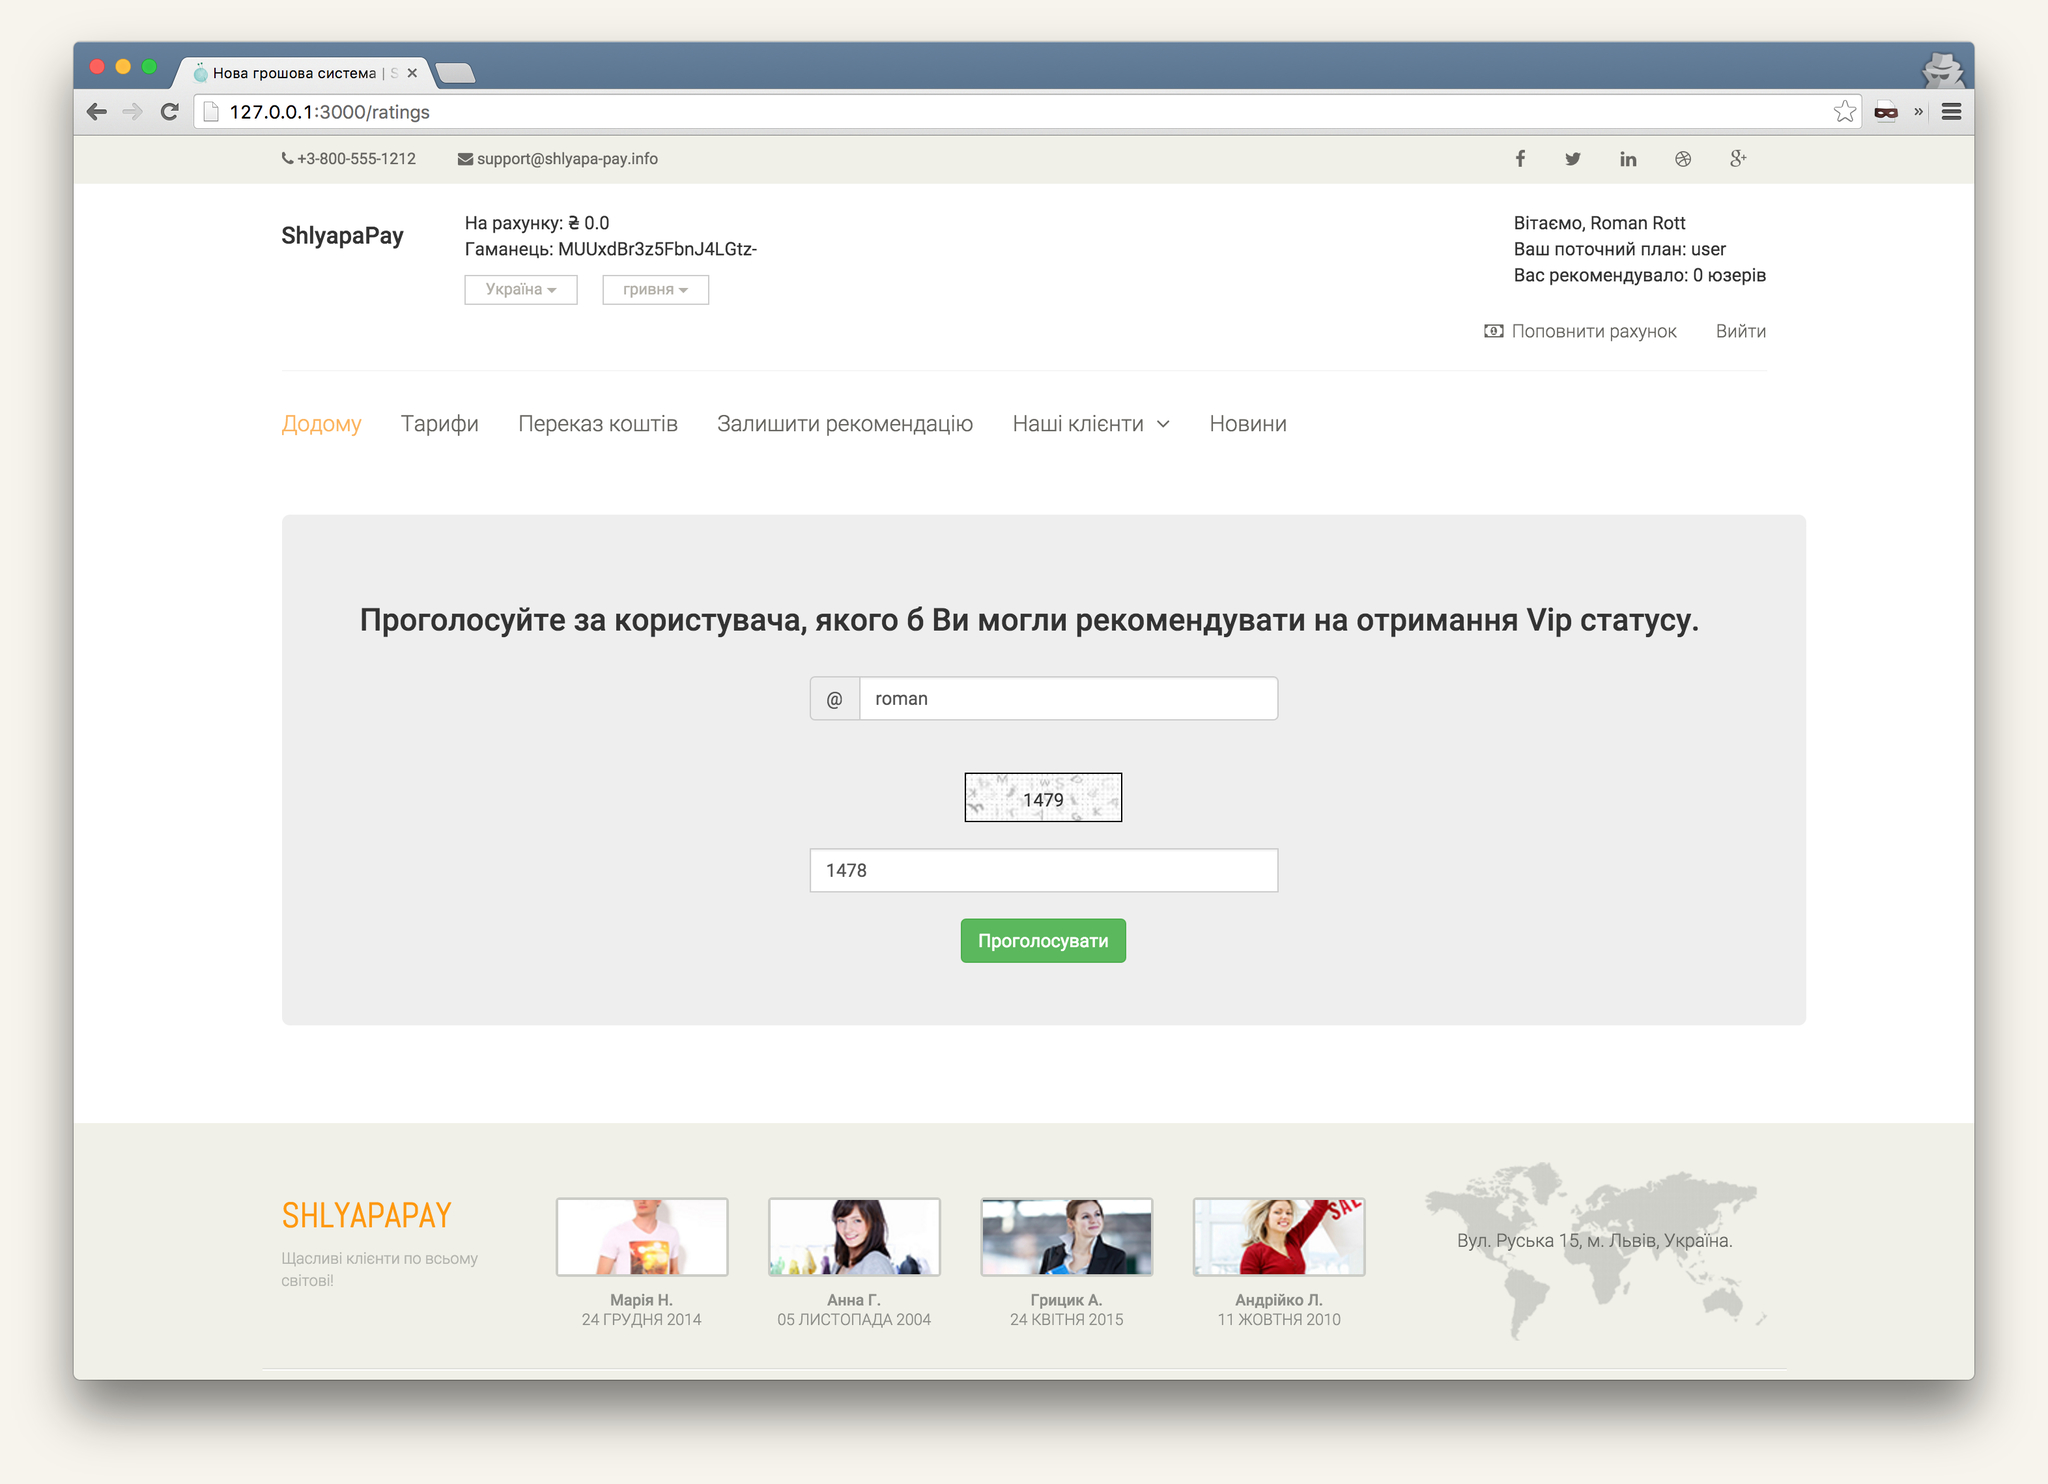 Нова грошова система | S
127.0.0.1:3000/ratings
+3-800-555-1212
support@shlyapa-pay.info
ShlyapaPay
На рахунку: ₴ 0.0
Гаманець: MUUxdBr3z5FbnJ4LGtz-
Україна
гривня
Вітаємо, Roman Rott
Ваш поточний план: user
Вас рекомендувало: 0 юзерів
Поповнити рахунок
Вийти
Додому
Тарифи
Переказ коштів
Залишити рекомендацію
Наші клієнти
Новини
Проголосуйте за користувача, якого б Ви могли рекомендувати на отримання Vip статусу.
@ roman
1479
1478
Проголосувати
SHLYAPAPAY
Щасливі клієнти по всьому
світові!
Марія Н.
24 ГРУДНЯ 2014
Анна Г.
05 ЛИСТОПАДА 2004
Грицик А.
24 КВІТНЯ 2015
SAL
Андрійко Л.
11 ЖОВТНЯ 2010
Вул. Руська 15, м. Львів, Україна.